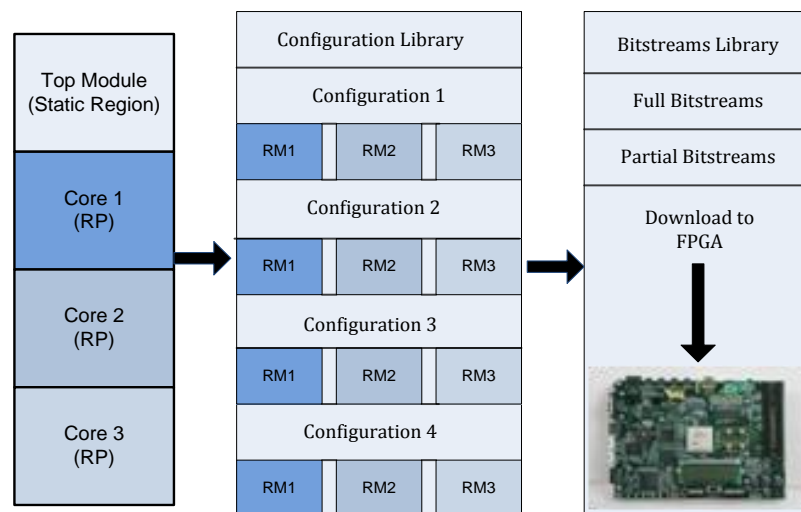 Top Module
(Static Region)
Core 1
(RP)
Core 2
(RP)
Core 3
(RP)
Configuration Library
Configuration 1
RM1
RM2
RM3
Configuration 2
RM1
RM2
RM3
Configuration 3
RM1
RM2
RM3
Configuration 4
RM1
RM2
RM3
Bitstreams Library
Full Bitstreams
Partial Bitstreams
Download to
FPGA